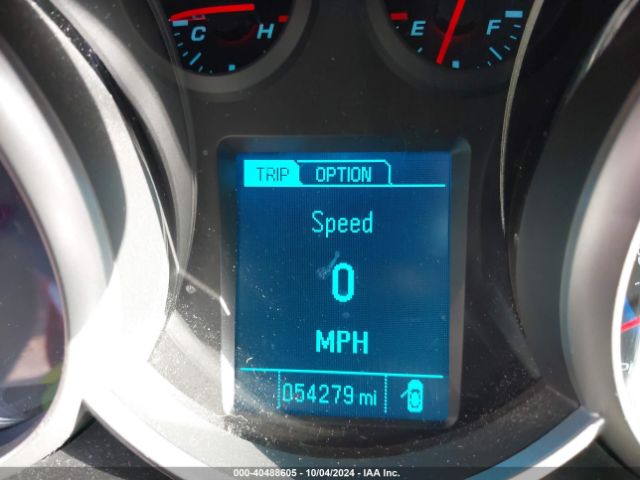 C H
E F
TRIP OPTION
Speed
0
MPH
054279 mi
000-40488605 - 10/04/2024 - IAA Inc.